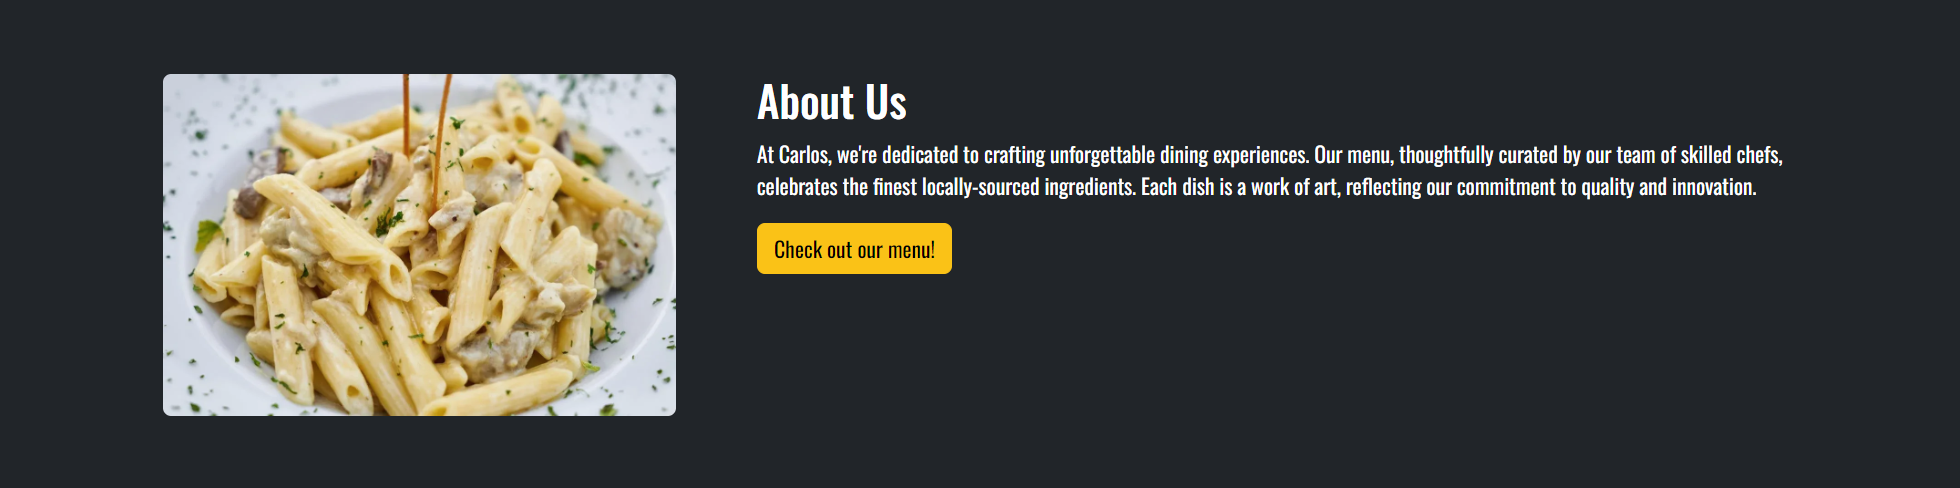 About Us
At Carlos, we're dedicated to crafting unforgettable dining experiences. Our menu, thoughtfully curated by our team of skilled chefs,
celebrates the finest locally-sourced ingredients. Each dish is a work of art, reflecting our commitment to quality and innovation.
Check out our menu!